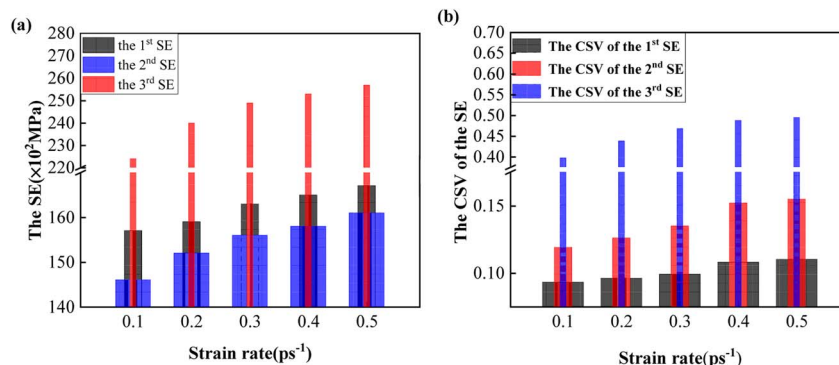 (a)
280
270
260
250
240
230
220
160
150
140
The SE(×10²MPa)
the 1st SE
the 2nd SE
the 3rd SE
0.1 0.2 0.3 0.4 0.5
Strain rate(ps⁻¹)
(b)
0.70
0.65
0.60
0.55
0.50
0.45
0.40
0.15
0.10
The CSV of the SE
The CSV of the 1st SE
The CSV of the 2nd SE
The CSV of the 3rd SE
0.1 0.2 0.3 0.4 0.5
Strain rate(ps⁻¹)